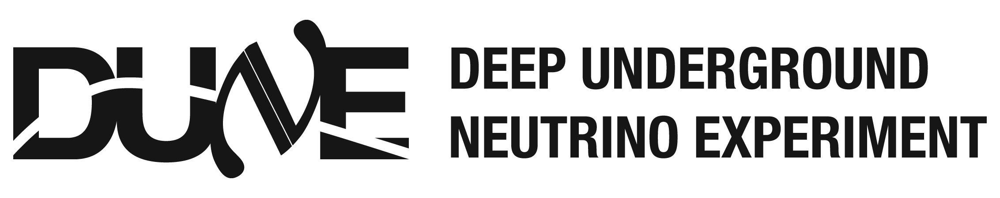 DUNE
DEEP UNDERGROUND
NEUTRINO EXPERIMENT